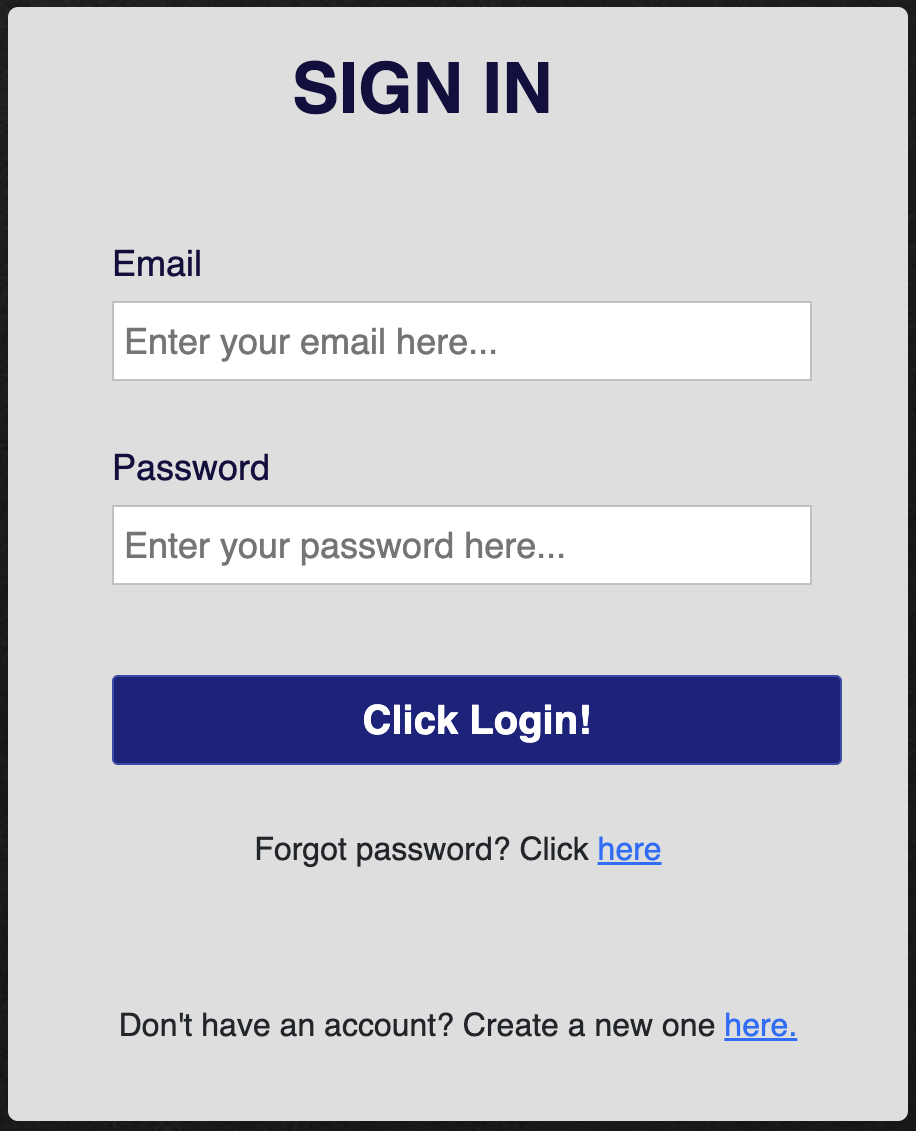 SIGN IN
Email
Enter your email here...
Password
Enter your password here...
Click Login!
Forgot password? Click here
Don't have an account? Create a new one here.